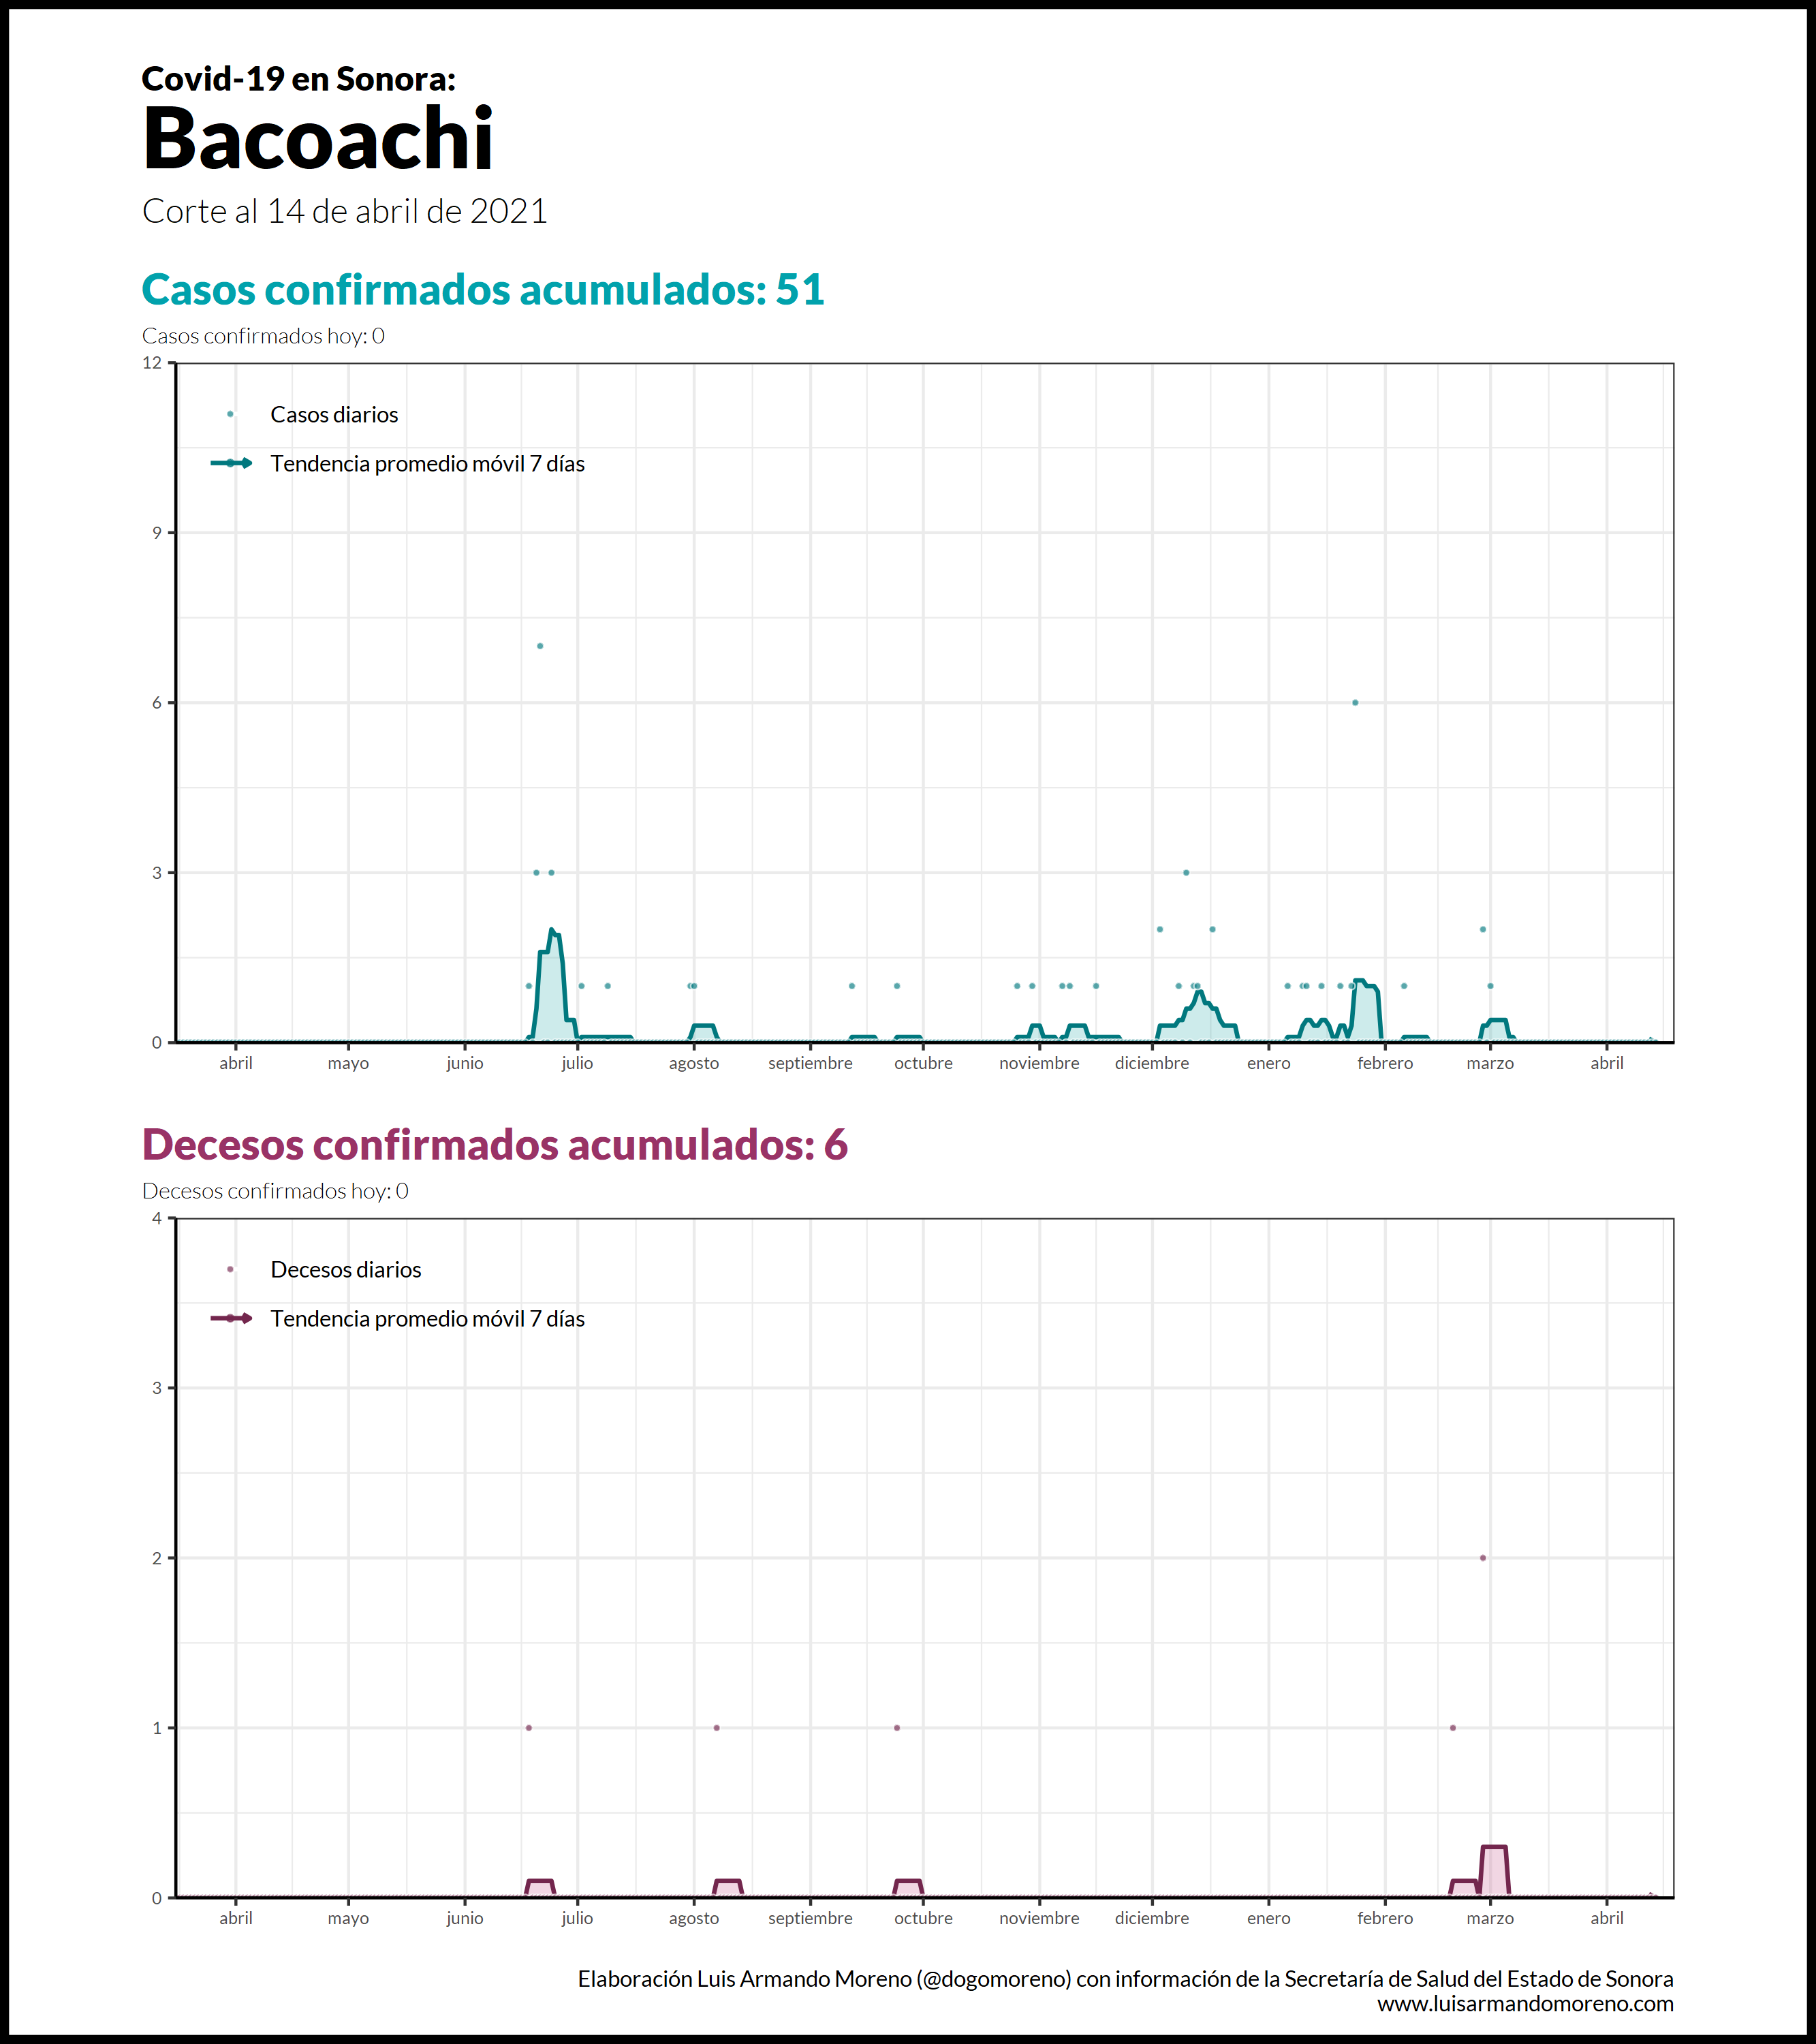 Covid-19 en Sonora:
Bacoachi
Corte al 14 de abril de 2021
Casos confirmados acumulados: 51
Casos confirmados hoy: 0
12
Casos diarios
Tendencia promedio móvil 7 días
9
6
3
0
abril mayo junio julio agosto septiembre octubre noviembre diciembre enero febrero marzo abril
Decesos confirmados acumulados: 6
Decesos confirmados hoy: 0
4
Decesos diarios
Tendencia promedio móvil 7 días
3
2
1
0
abril mayo junio julio agosto septiembre octubre noviembre diciembre enero febrero marzo abril
Elaboración Luis Armando Moreno (@dogomoreno) con información de la Secretaría de Salud del Estado de Sonora
www.luisarmandomoreno.com